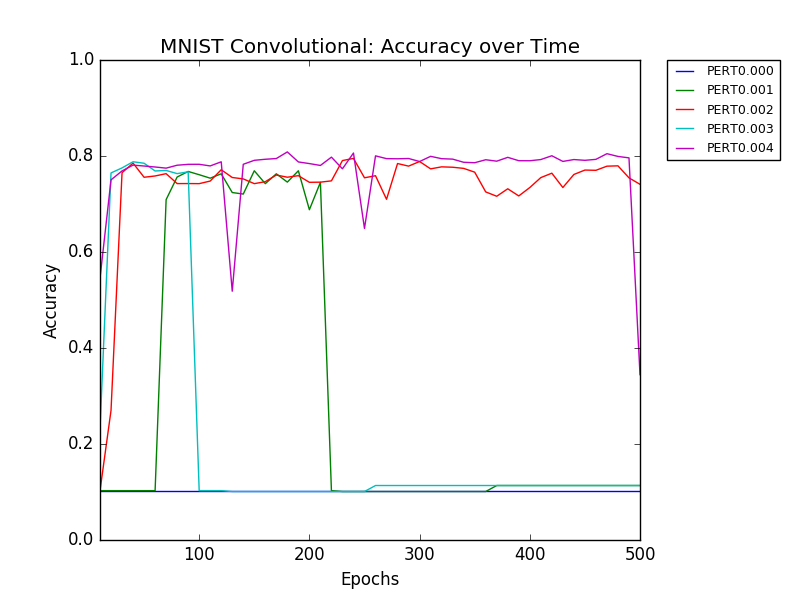 MNIST Convolutional: Accuracy over Time
1.0
0.8
0.6
0.4
0.2
0.0
Accuracy
100
200
300
400
500
Epochs
PERT0.000
PERT0.001
PERT0.002
PERT0.003
PERT0.004